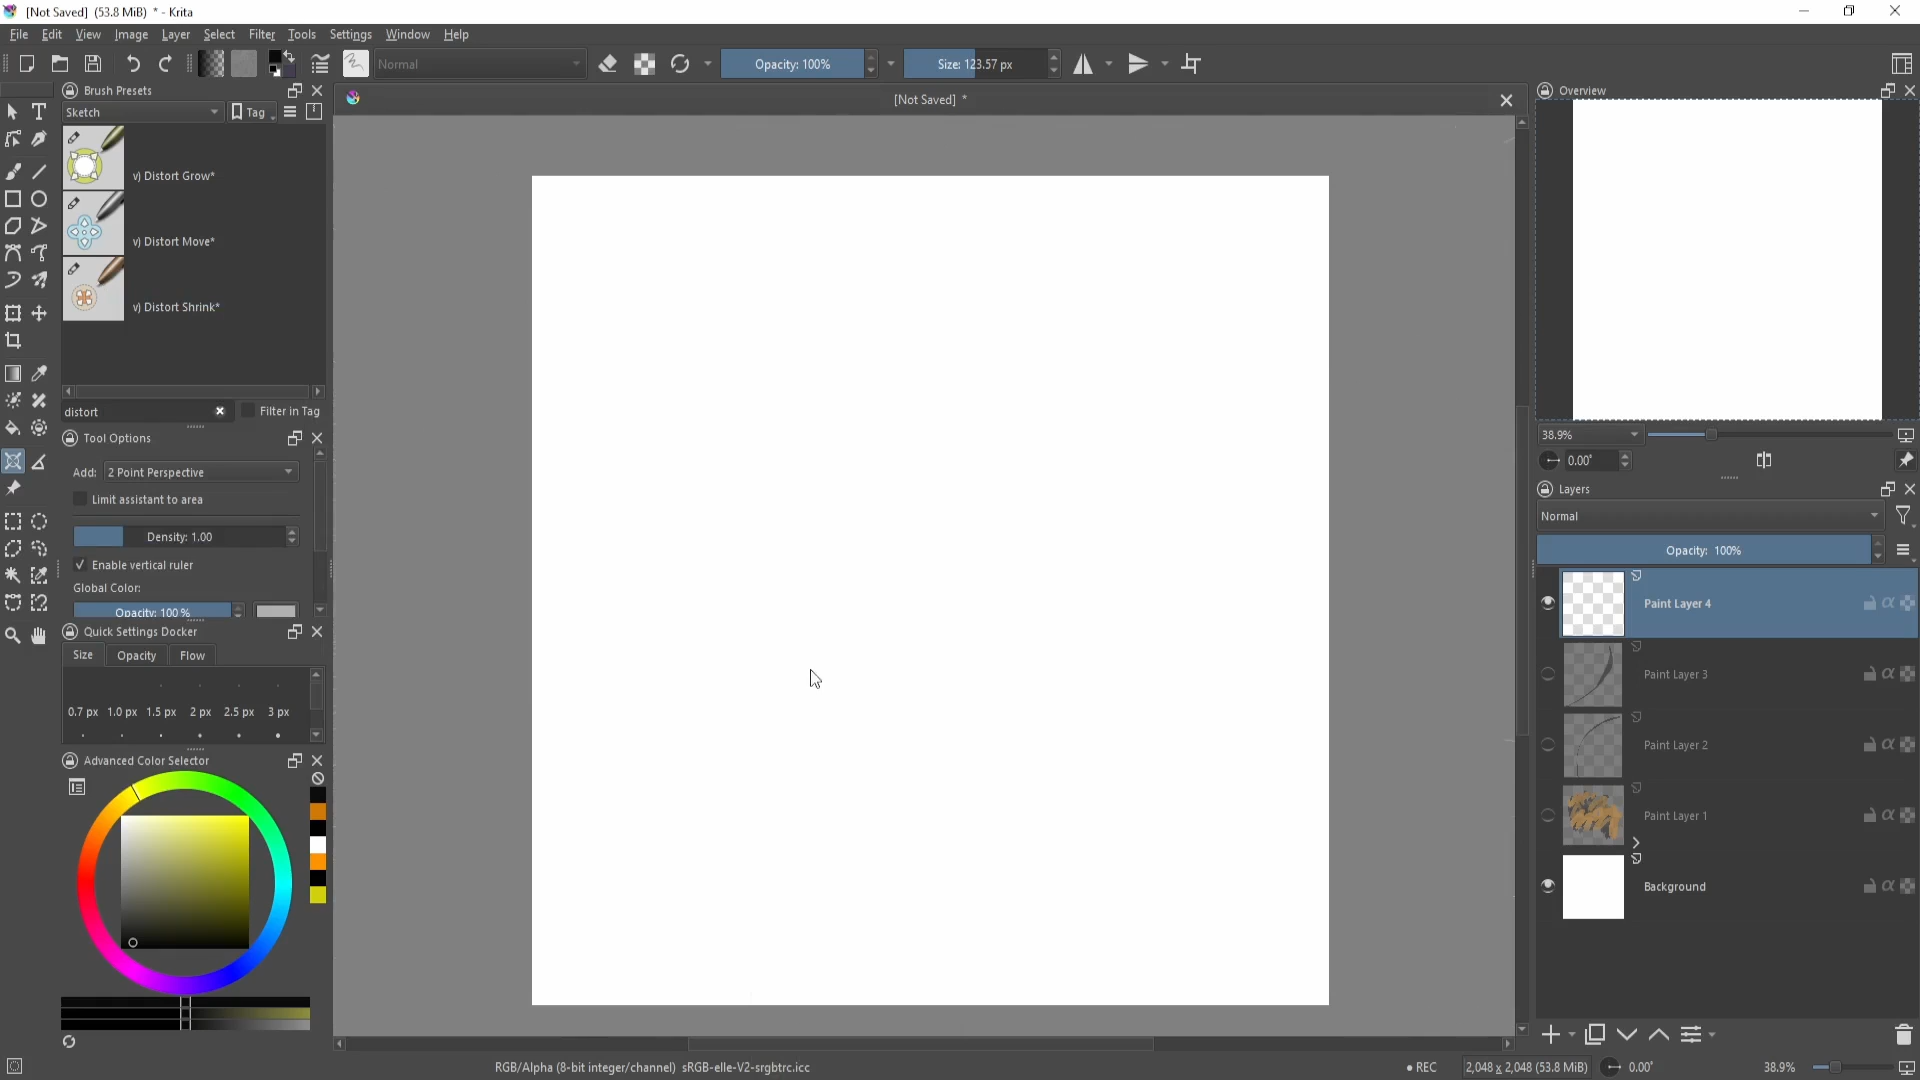 [Not Saved] (53.8 MiB) * - Krita
File Edit View Image Layer Select Filter Tools Settings Window Help
Normal
Opacity: 100%
Size: 123.57 px
Brush Presets
Sketch
Tag
v) Distort Grow*
v) Distort Move*
v) Distort Shrink*
distort
Filter in Tag
Tool Options
Add: 2 Point Perspective
Limit assistant to area
Density: 1.00
Enable vertical ruler
Global Color:
Opacity: 100 %
Quick Settings Docker
Size Opacity Flow
0.7 px 1.0 px 1.5 px 2 px 2.5 px 3 px
Advanced Color Selector
[Not Saved] *
Overview
38.9%
0.00°
Layers
Normal
Opacity: 100%
Paint Layer 4
Paint Layer 3
Paint Layer 2
Paint Layer 1
Background
RGB/Alpha (8-bit integer/channel) sRGB-elle-V2-srgbtrc.icc
REC
2,048 x 2,048 (53.8 MiB)
0.00°
38.9%